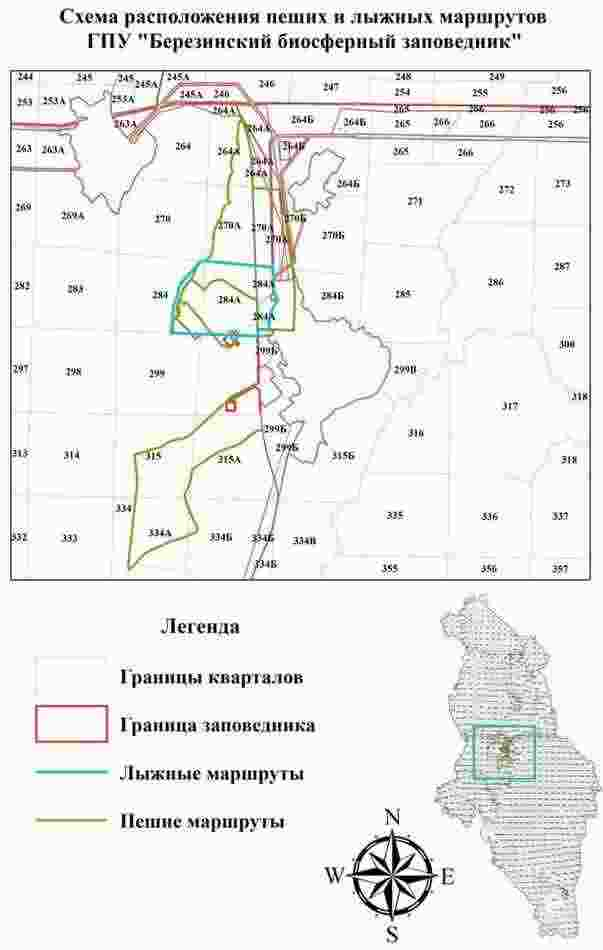 Схема расположения пеших и лыжных маршрутов
ГПУ "Березинский биосферный заповедник"
244 245 245 245А 246 247 248 249
253 253А 253А 245А 245А 246 254 255 256
264А 265 266 256 256
263А 264А 264Б 264Б 265 266 266 256
263 263А 264 264А 264А 264Б 265 266
264А 264Б 272 273
269 269А 270 270А 270А 270Б 271
270А 270Б 287
282 283 284 284А 284А 284Б 285 286
284А
297 298 299 299Б 299В 300
317 318
299Б 316
313 314 315 315А 299Б 315Б 318
334
332 333 334А 334Б 334Б 334В 335 336 337
334Б 355 356 357
Легенда
Границы кварталов
Граница заповедника
Лыжные маршруты
Пешие маршруты
N
W E
S